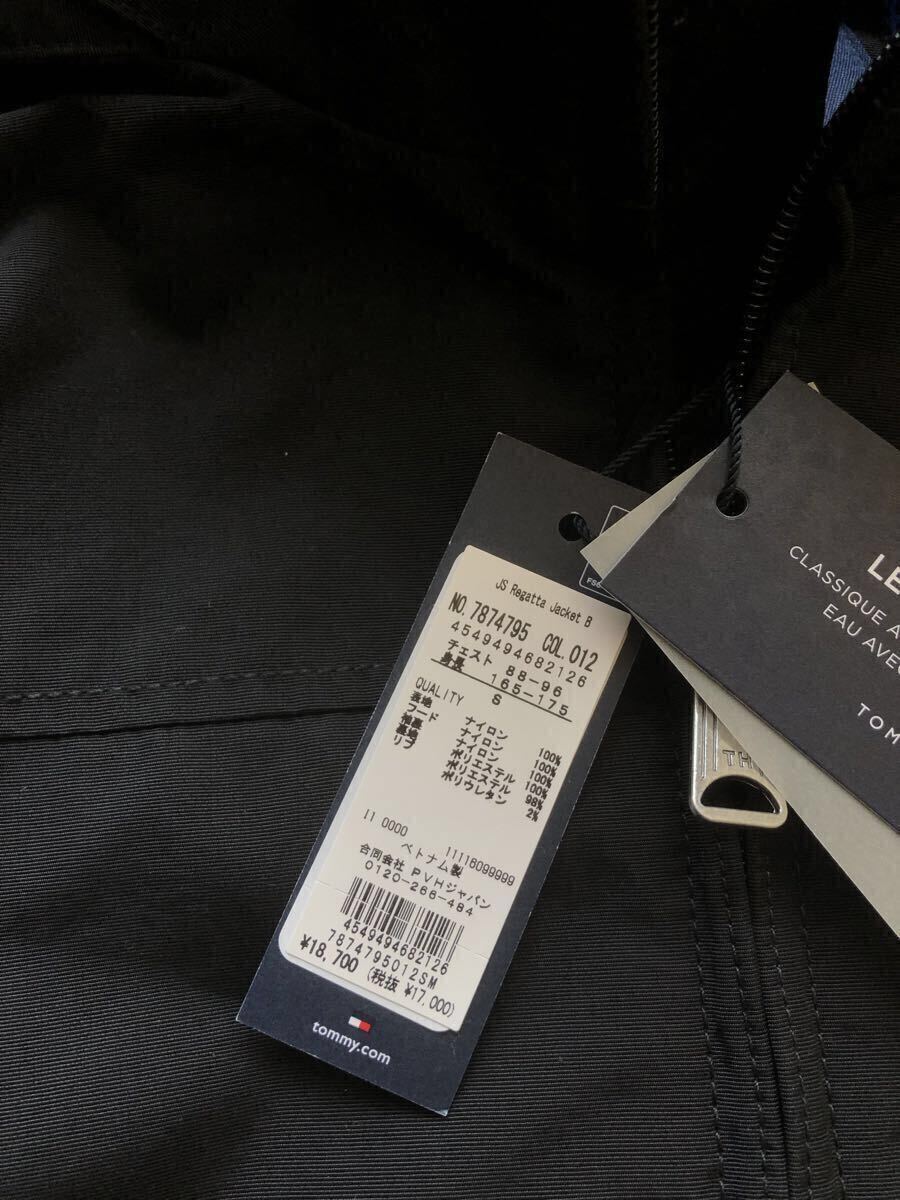 JS Regatta Jacket B
NO. 7874795 COL. 012
4549494682126
チェスト 88-96
身長 165-175
QUALITY S
表地 ナイロン 100%
フード ナイロン 100%
袖裏 ナイロン 100%
裏地 ポリエステル 100%
リブ ポリエステル 98%
ポリウレタン 2%
11 0000 11118099999
ベトナム製
合同会社 PVHジャパン
0120-266-484
4549494682126
7874795012SM
¥18,700 (税抜 ¥17,000)
tommy.com
LE
CLASSIQUE A
EAU AVEC
TOM
TH